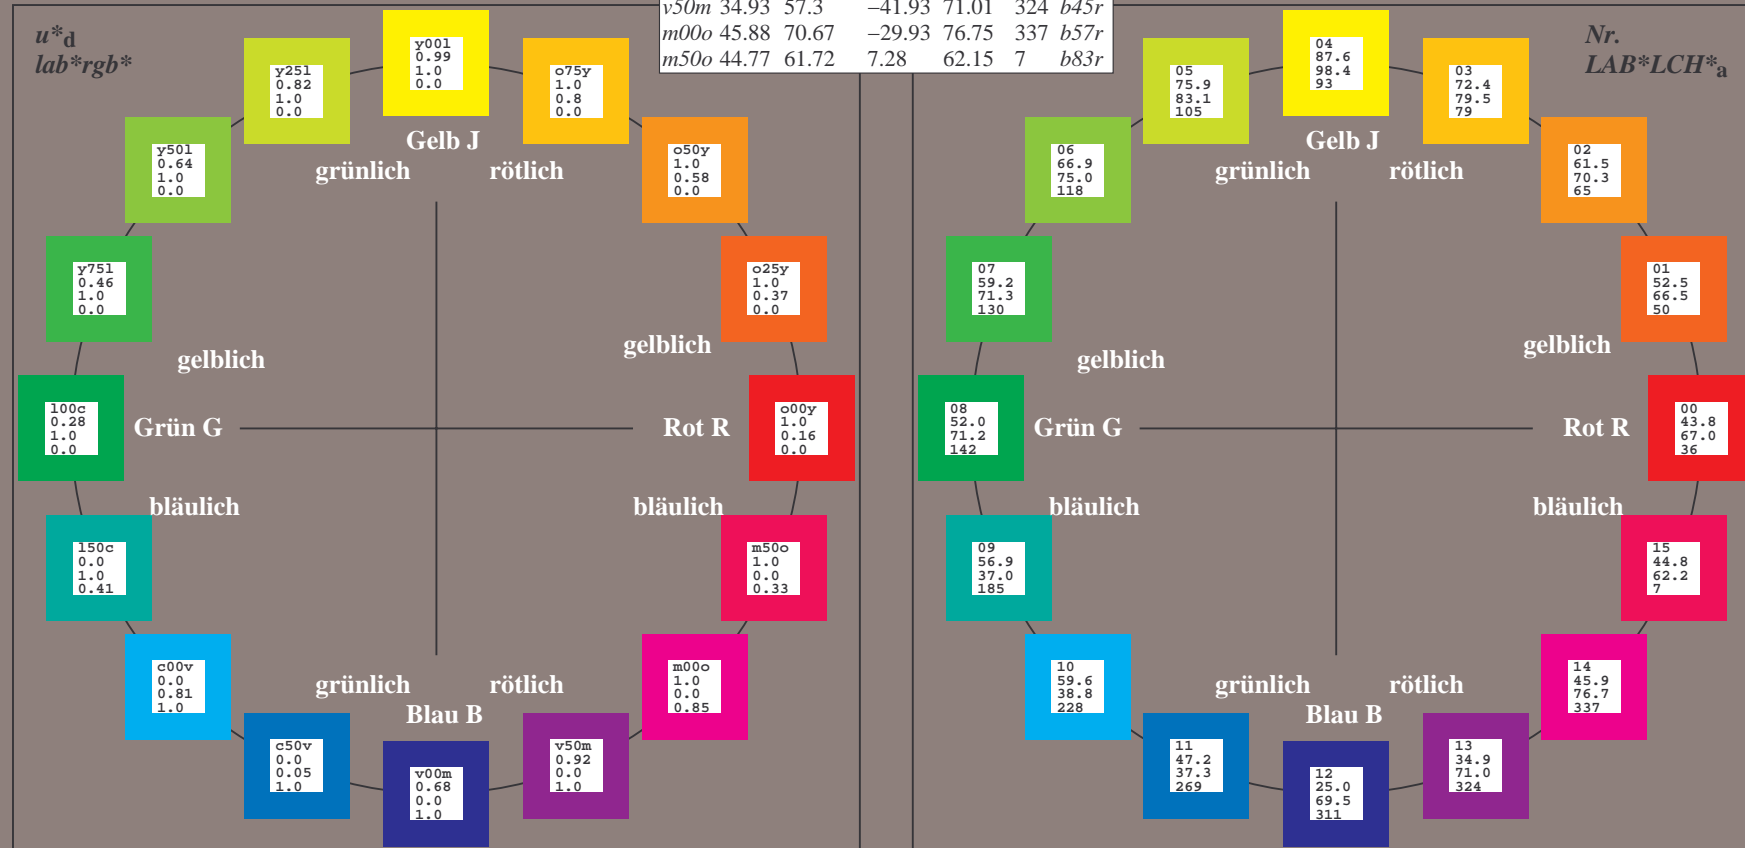 v50m 34.93 57.3 −41.93 71.01 324 b45r
m00o 45.88 70.67 −29.93 76.75 337 b57r
m50o 44.77 61.72 7.28 62.15 7 b83r
u*d
lab*rgb*
y00l
0.99
1.0
0.0
y25l
0.82
1.0
0.0
o75y
1.0
0.8
0.0
Gelb J
grünlich rötlich
y50l
0.64
1.0
0.0
o50y
1.0
0.58
0.0
y75l
0.46
1.0
0.0
o25y
1.0
0.37
0.0
gelblich
gelblich
l00c
0.28
1.0
0.0
Grün G
Rot R
o00y
1.0
0.16
0.0
bläulich
bläulich
l50c
0.0
1.0
0.41
m50o
1.0
0.0
0.33
c00v
0.0
0.81
1.0
m00o
1.0
0.0
0.85
grünlich rötlich
Blau B
c50v
0.0
0.05
1.0
v00m
0.68
0.0
1.0
v50m
0.92
0.0
1.0
Nr.
LAB*LCH*a
04
87.6
98.4
93
05
75.9
83.1
105
03
72.4
79.5
79
Gelb J
grünlich rötlich
06
66.9
75.0
118
02
61.5
70.3
65
07
59.2
71.3
130
01
52.5
66.5
50
gelblich
gelblich
08
52.0
71.2
142
Grün G
Rot R
00
43.8
67.0
36
bläulich
bläulich
09
56.9
37.0
185
15
44.8
62.2
7
10
59.6
38.8
228
14
45.9
76.7
337
grünlich rötlich
Blau B
11
47.2
37.3
269
12
25.0
69.5
311
13
34.9
71.0
324